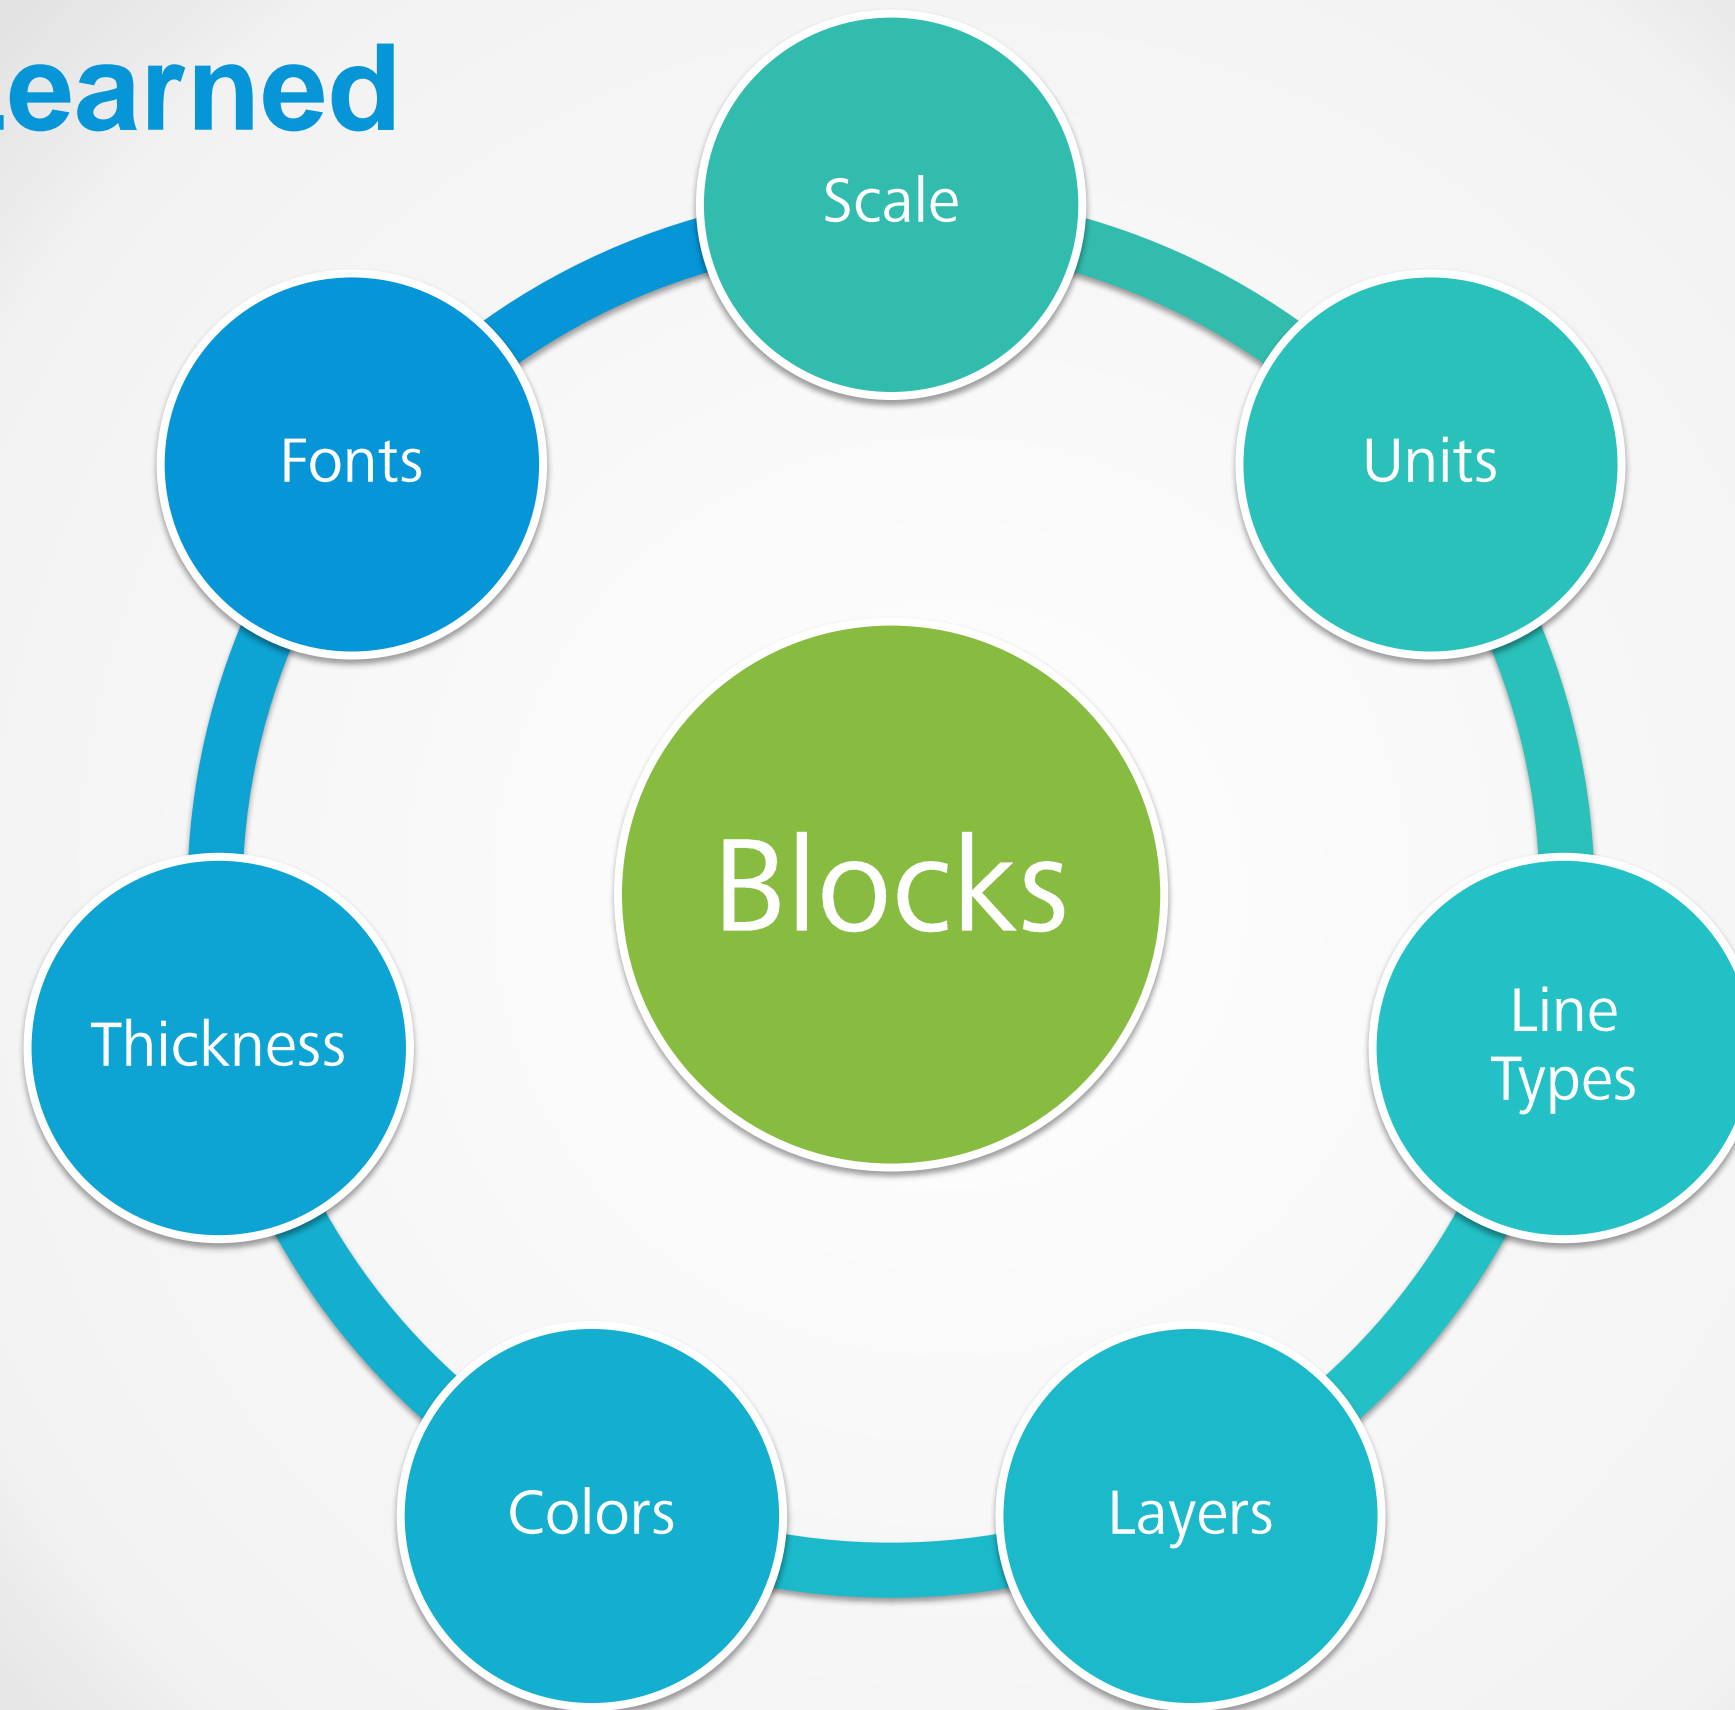 earned
Scale
Fonts
Units
Blocks
Thickness
Line
Types
Colors
Layers